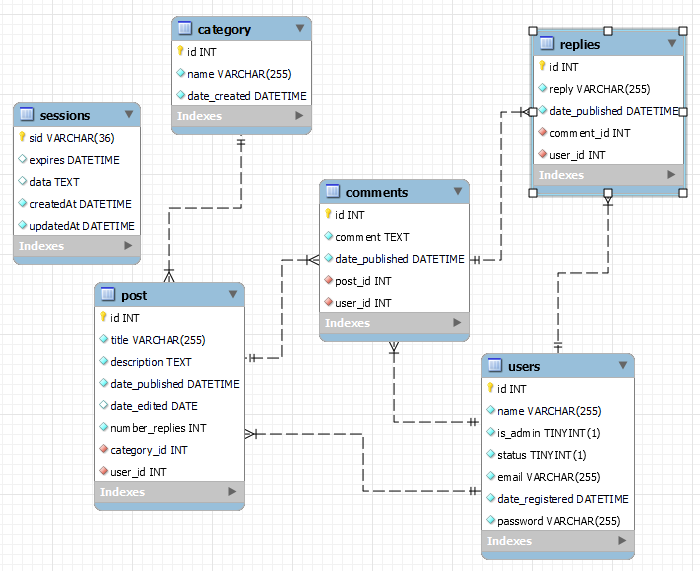 category
id INT
name VARCHAR(255)
date_created DATETIME
Indexes
replies
id INT
reply VARCHAR(255)
date_published DATETIME
comment_id INT
user_id INT
Indexes
sessions
sid VARCHAR(36)
expires DATETIME
data TEXT
createdAt DATETIME
updatedAt DATETIME
Indexes
comments
id INT
comment TEXT
date_published DATETIME
post_id INT
user_id INT
Indexes
post
id INT
title VARCHAR(255)
description TEXT
date_published DATETIME
date_edited DATE
number_replies INT
category_id INT
user_id INT
Indexes
users
id INT
name VARCHAR(255)
is_admin TINYINT(1)
status TINYINT(1)
email VARCHAR(255)
date_registered DATETIME
password VARCHAR(255)
Indexes